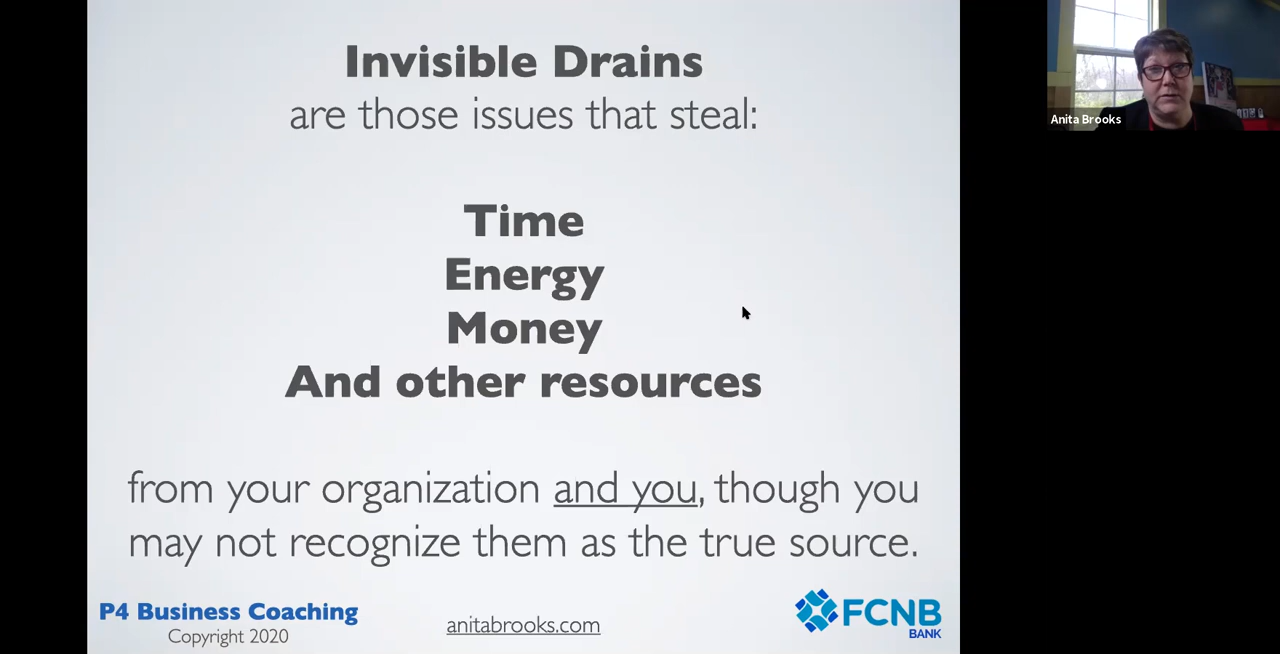 Invisible Drains
are those issues that steal:
Time
Energy
Money
And other resources
from your organization and you, though you
may not recognize them as the true source.
P4 Business Coaching
Copyright 2020
anitabrooks.com
FCNB
BANK
Anita Brooks